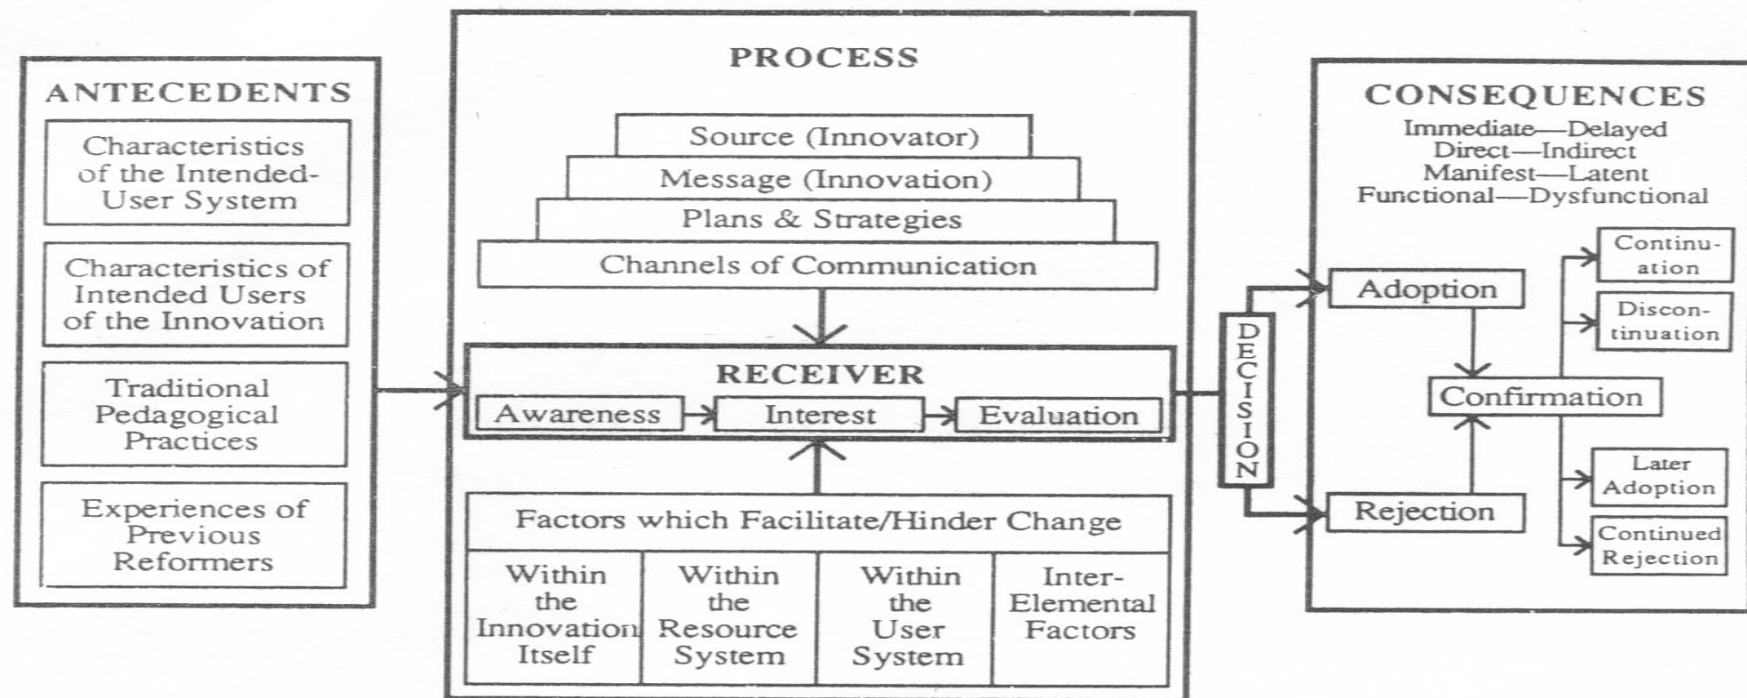 ANTECEDENTS
Characteristics
of the Intended-
User System
Characteristics of
Intended Users
of the Innovation
Traditional
Pedagogical
Practices
Experiences of
Previous
Reformers
PROCESS
Source (Innovator)
Message (Innovation)
Plans & Strategies
Channels of Communication
RECEIVER
Awareness
Interest
Evaluation
Factors which Facilitate/Hinder Change
Within
the
Innovation
Itself
Within
the
Resource
System
Within
the
User
System
Inter-
Elemental
Factors
DECISION
CONSEQUENCES
Immediate—Delayed
Direct—Indirect
Manifest—Latent
Functional—Dysfunctional
Adoption
Rejection
Confirmation
Continu-
ation
Discon-
tinuation
Later
Adoption
Continued
Rejection